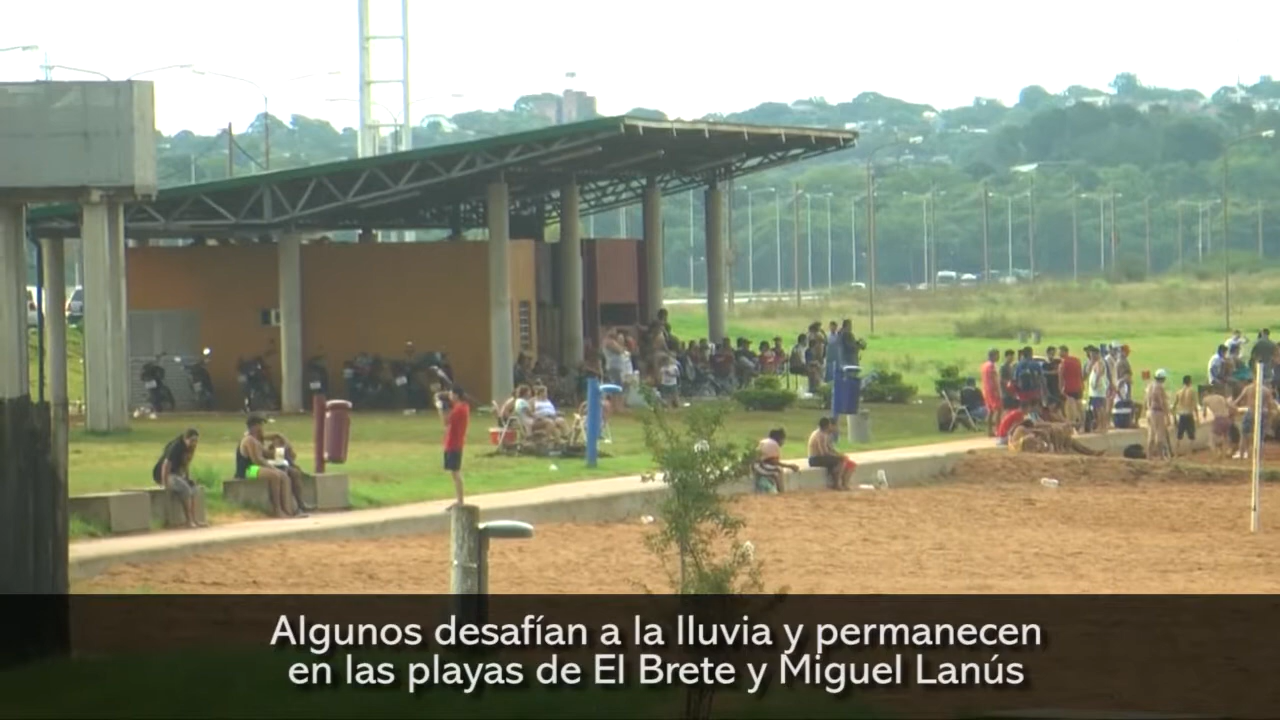 Algunos desafían a la lluvia y permanecen
en las playas de El Brete y Miguel Lanús